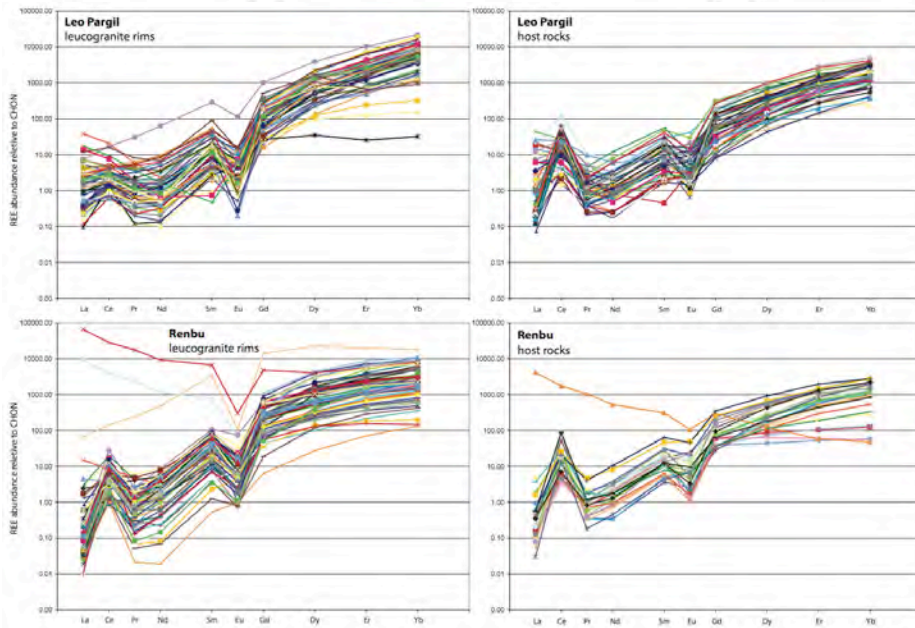 Leo Pargil
leucogranite rims
REE abundance reletive to CHON
100000.00
10000.00
1000.00
100.00
10.00
1.00
0.10
0.01
0.00
La Ce Pr Nd Sm Eu Gd Dy Er Yb
Leo Pargil
host rocks
100000.00
10000.00
1000.00
100.00
10.00
1.00
0.10
0.01
0.00
La Ce Pr Nd Sm Eu Gd Dy Er Yb
Renbu
leucogranite rims
REE abundance reletive to CHON
100000.00
10000.00
1000.00
100.00
10.00
1.00
0.10
0.01
0.00
La Ce Pr Nd Sm Eu Gd Dy Er Yb
Renbu
host rocks
100000.00
10000.00
1000.00
100.00
10.00
1.00
0.10
0.01
0.00
La Ce Pr Nd Sm Eu Gd Dy Er Yb